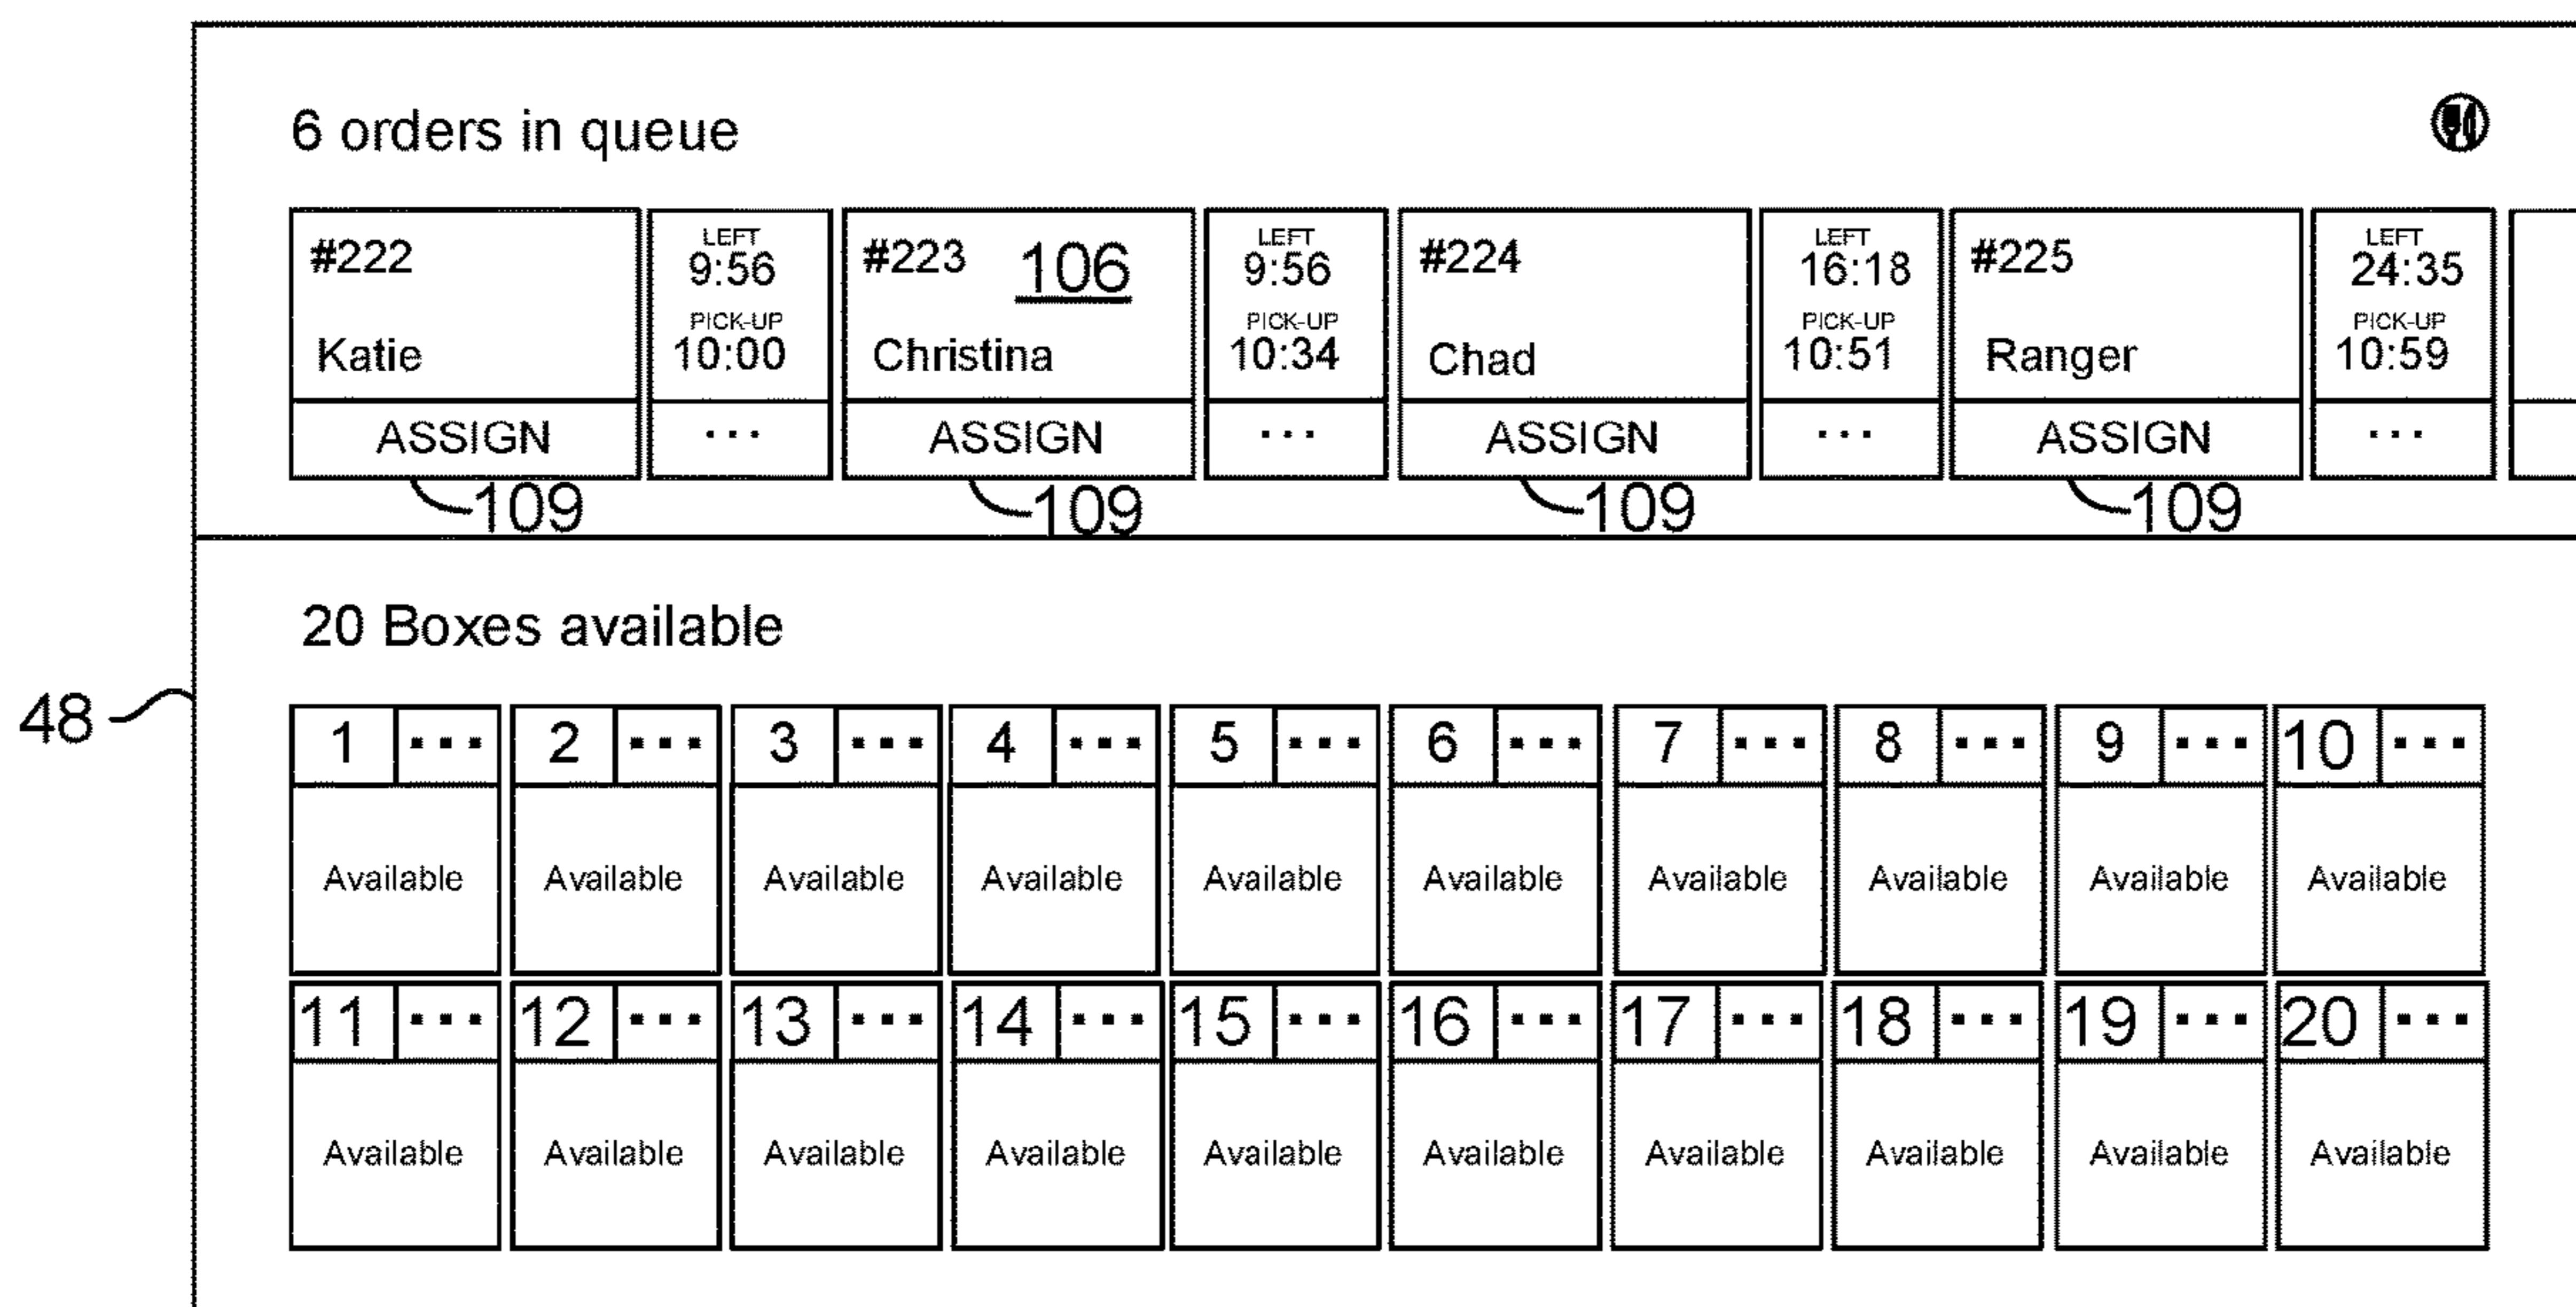 6 orders in queue
#222 LEFT #223 106 LEFT #224 LEFT #225 LEFT
9:56 9:56 16:18 24:35
PICK-UP PICK-UP PICK-UP PICK-UP
Katie 10:00 Christina 10:34 Chad 10:51 Ranger 10:59
ASSIGN ... ASSIGN ... ASSIGN ... ASSIGN ...
109 109 109 109
20 Boxes available
48
1 ... 2 ... 3 ... 4 ... 5 ... 6 ... 7 ... 8 ... 9 ... 10 ...
Available Available Available Available Available Available Available Available Available Available
11 ... 12 ... 13 ... 14 ... 15 ... 16 ... 17 ... 18 ... 19 ... 20 ...
Available Available Available Available Available Available Available Available Available Available